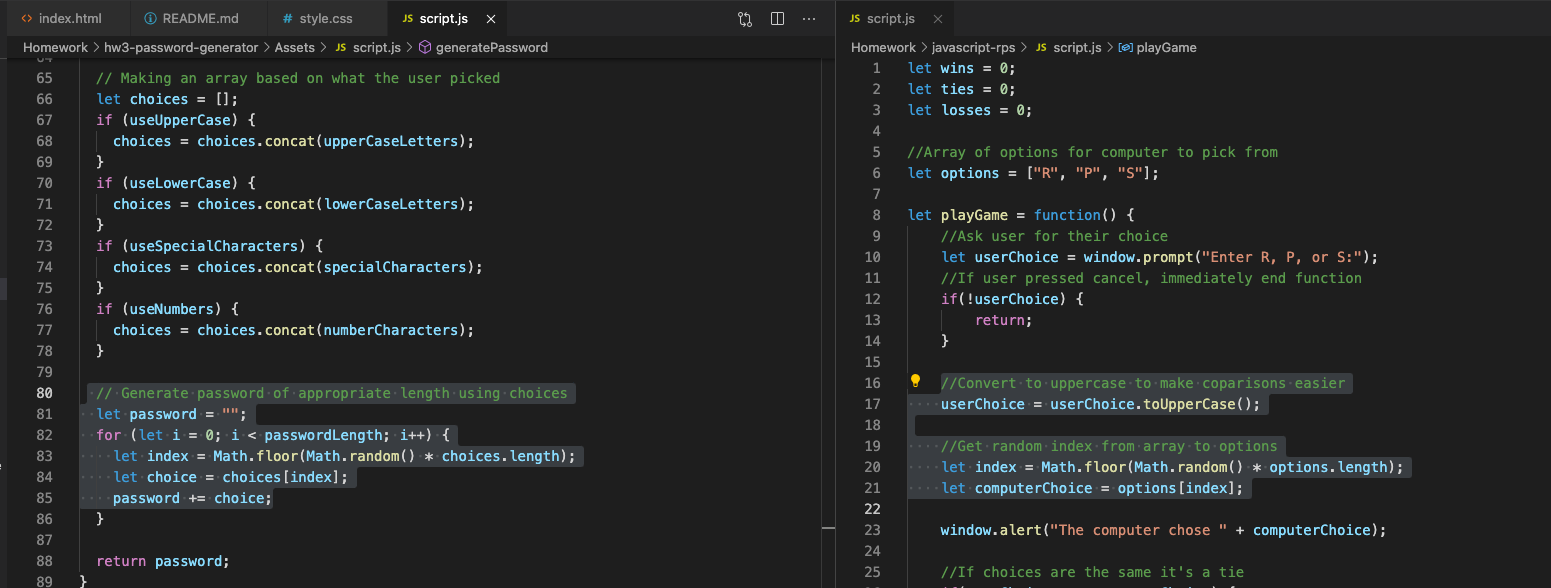 index.html README.md style.css JS script.js
Homework > hw3-password-generator > Assets > JS script.js > generatePassword
65 // Making an array based on what the user picked
66 let choices = [];
67 if (useUpperCase) {
68 choices = choices.concat(upperCaseLetters);
69 }
70 if (useLowerCase) {
71 choices = choices.concat(lowerCaseLetters);
72 }
73 if (useSpecialCharacters) {
74 choices = choices.concat(specialCharacters);
75 }
76 if (useNumbers) {
77 choices = choices.concat(numberCharacters);
78 }
79
80 // Generate password of appropriate length using choices
81 let password = "";
82 for (let i = 0; i < passwordLength; i++) {
83 let index = Math.floor(Math.random() * choices.length);
84 let choice = choices[index];
85 password += choice;
86 }
87
88 return password;
89 }
JS script.js
Homework > javascript-rps > JS script.js > playGame
1 let wins = 0;
2 let ties = 0;
3 let losses = 0;
4
5 //Array of options for computer to pick from
6 let options = ["R", "P", "S"];
7
8 let playGame = function() {
9 //Ask user for their choice
10 let userChoice = window.prompt("Enter R, P, or S:");
11 //If user pressed cancel, immediately end function
12 if(!userChoice) {
13 return;
14 }
15
16 //Convert to uppercase to make coparisons easier
17 userChoice = userChoice.toUpperCase();
18
19 //Get random index from array to options
20 let index = Math.floor(Math.random() * options.length);
21 let computerChoice = options[index];
22
23 window.alert("The computer chose " + computerChoice);
24
25 //If choices are the same it's a tie